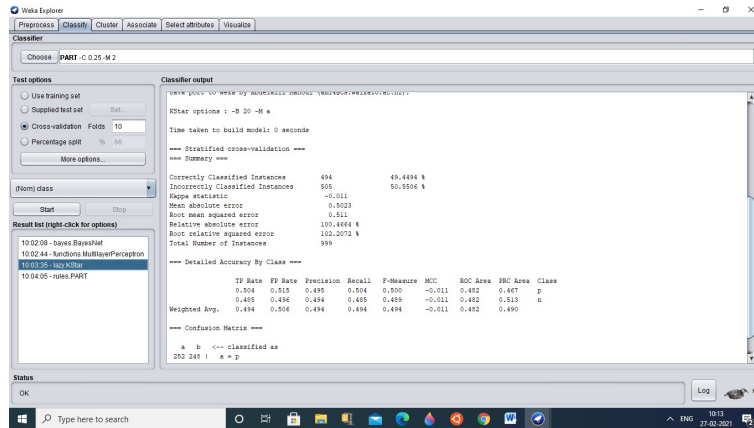 Weka Explorer
Preprocess Classify Cluster Associate Select attributes Visualize
Classifier
Choose PART -C 0.25 -M 2
Test options
Use training set
Supplied test set Set...
Cross-validation Folds 10
Percentage split % 66
More options...
(Nom) class
Start Stop
Result list (right-click for options)
10:02:08 - bayes.BayesNet
10:02:44 - functions.MultilayerPerceptron
10:03:35 - lazy.KStar
10:04:05 - rules.PART
Classifier output
KStar options : -B 20 -M a
Time taken to build model: 0 seconds
=== Stratified cross-validation ===
=== Summary ===
Correctly Classified Instances 494 49.4494 %
Incorrectly Classified Instances 505 50.5506 %
Kappa statistic -0.011
Mean absolute error 0.5023
Root mean squared error 0.511
Relative absolute error 100.4664 %
Root relative squared error 102.2072 %
Total Number of Instances 999
=== Detailed Accuracy By Class ===
TP Rate FP Rate Precision Recall F-Measure MCC ROC Area PRC Area Class
0.504 0.515 0.495 0.504 0.500 -0.011 0.482 0.467 p
0.485 0.496 0.494 0.485 0.489 -0.011 0.482 0.513 n
Weighted Avg. 0.494 0.506 0.494 0.494 0.494 -0.011 0.482 0.490
=== Confusion Matrix ===
a b <-- classified as
252 248 | a = p
Status
OK
Log
Type here to search
ENG
10:13
27-02-2021